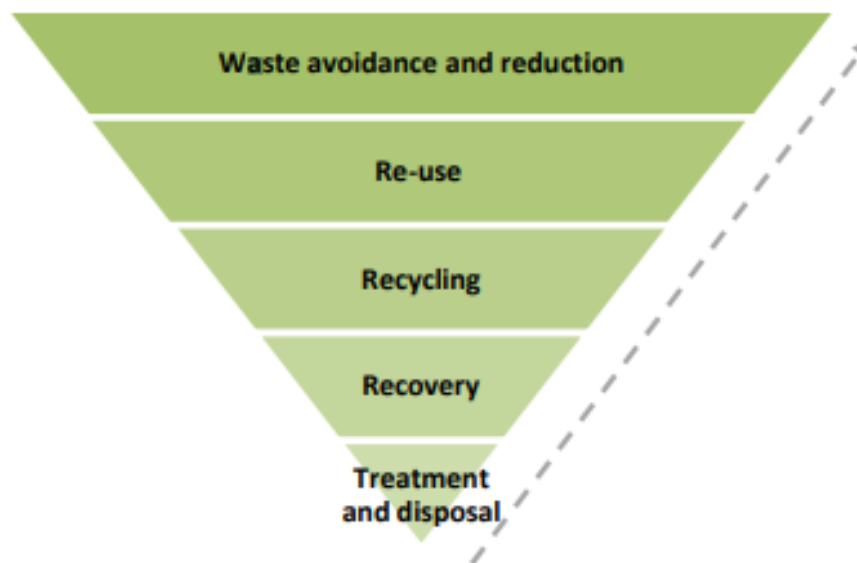 Waste avoidance and reduction
Re-use
Recycling
Recovery
Treatment
and disposal